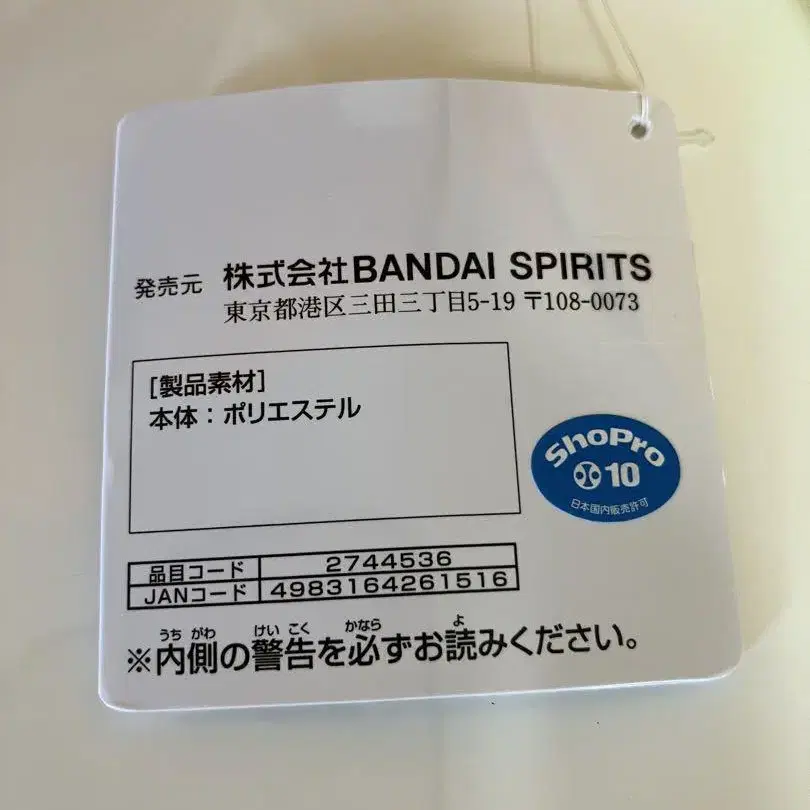 発売元 株式会社BANDAI SPIRITS
東京都港区三田三丁目5-19 〒108-0073
[製品素材]
本体：ポリエステル
ShoPro
10
日本国内販売許可
品目コード 2744536
JANコード 4983164261516
うち がわ けい こく かなら よ
※内側の警告を必ずお読みください。